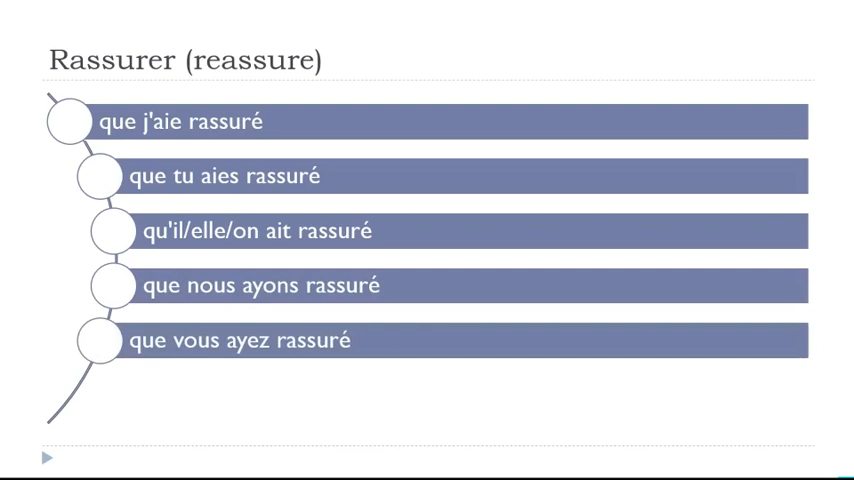 Rassurer (reassure)
que j'aie rassuré
que tu aies rassuré
qu'il/elle/on ait rassuré
que nous ayons rassuré
que vous ayez rassuré